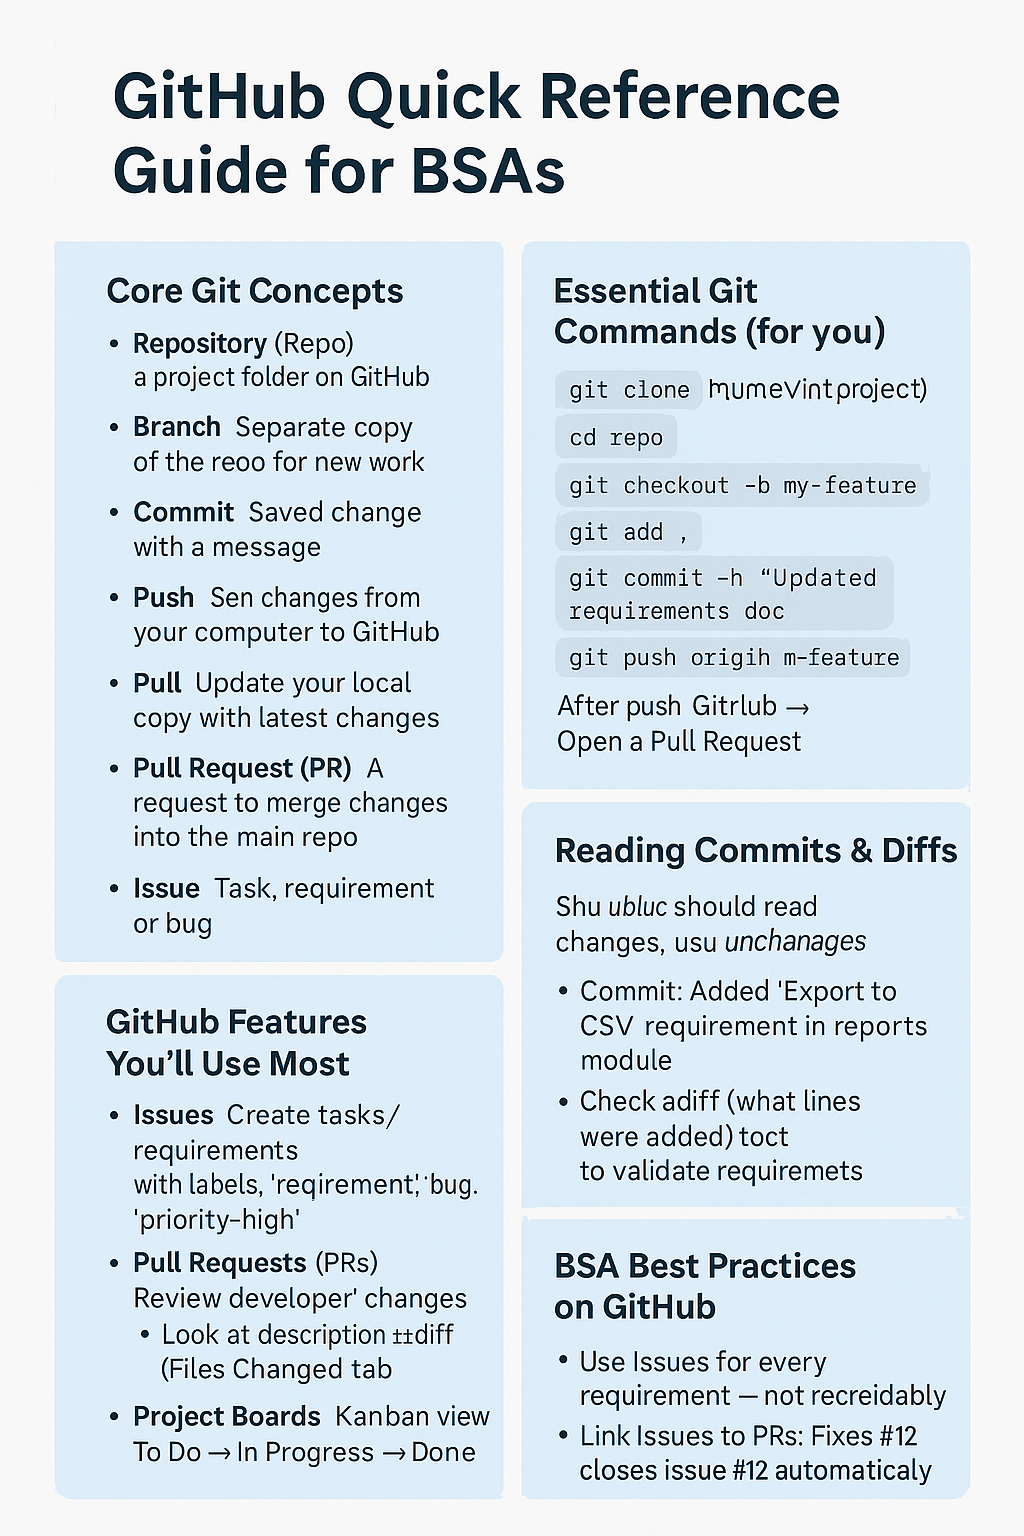 GitHub Quick Reference
Guide for BSAs
Core Git Concepts
• Repository (Repo)
a project folder on GitHub
• Branch Separate copy
of the reoo for new work
• Commit Saved change
with a message
• Push Sen changes from
your computer to GitHub
• Pull Update your local
copy with latest changes
• Pull Request (PR) A
request to merge changes
into the main repo
• Issue Task, requirement
or bug
GitHub Features
You’ll Use Most
• Issues Create tasks/
requirements
with labels, 'reqirement', 'bug.
'priority-high'
• Pull Requests (PRs)
Review developer' changes
• Look at description diff
(Files Changed tab
• Project Boards Kanban view
To Do → In Progress → Done
Essential Git
Commands (for you)
git clone
cd repo
git checkout -b my-feature
git add ,
git commit -h “Updated
requirements doc
git push origih m-feature
After push Gitrlub →
Open a Pull Request
Reading Commits & Diffs
Shu ubluc should read
changes, usu unchanages
• Commit: Added 'Export to
CSV requirement in reports
module
• Check adiff (what lines
were added) toct
to validate requiremets
BSA Best Practices
on GitHub
• Use Issues for every
requirement — not recreidably
• Link Issues to PRs: Fixes #12
closes issue #12 automaticaly